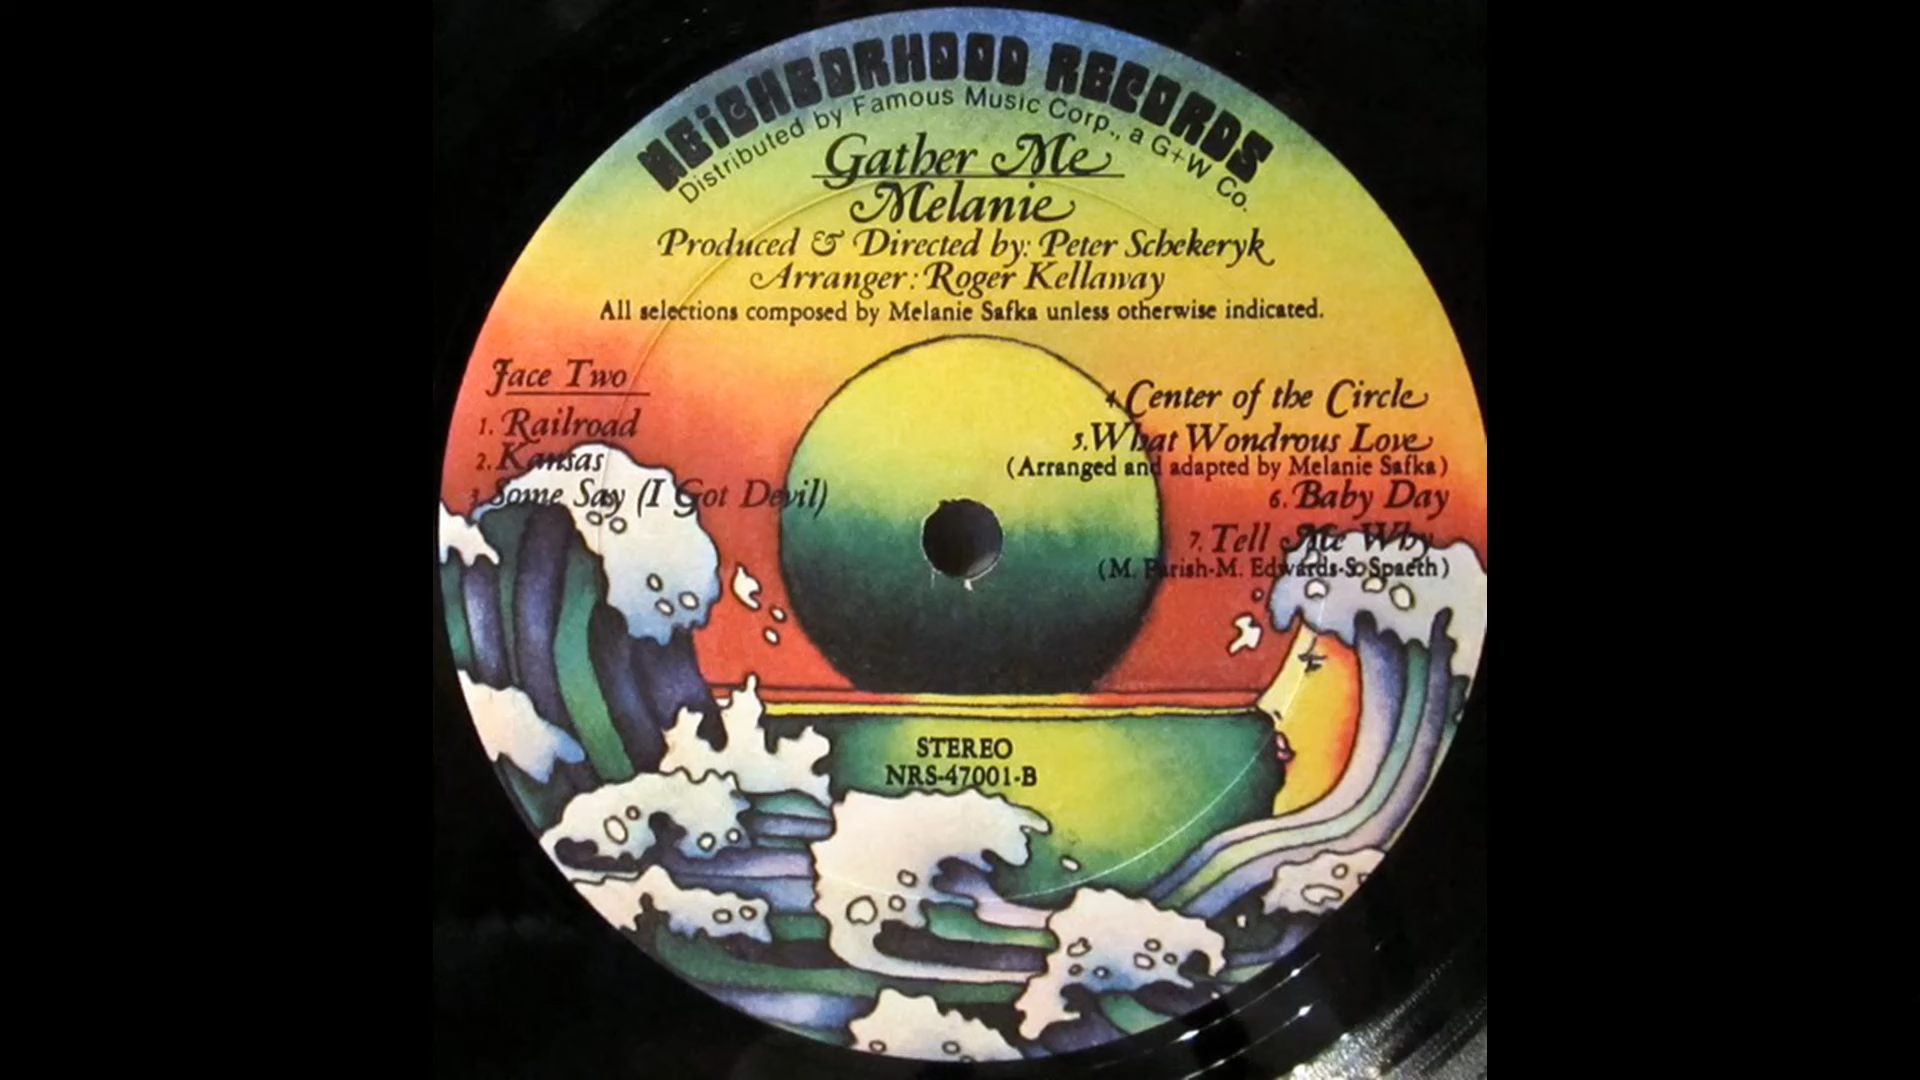 NEIGHBORHOOD RECORDS
Distributed by Famous Music Corp., a G+W Co.
Gather Me
Melanie
Produced & Directed by: Peter Schekeryk
Arranger: Roger Kellaway
All selections composed by Melanie Safka unless otherwise indicated.
Face Two
1. Railroad
2. Kansas
3. Some Say (I Got Devil)
4. Center of the Circle
5. What Wondrous Love
(Arranged and adapted by Melanie Safka)
6. Baby Day
7. Tell Me Why
(M. Parish-M. Edwards-S. Spaeth)
STEREO
NRS-47001-B